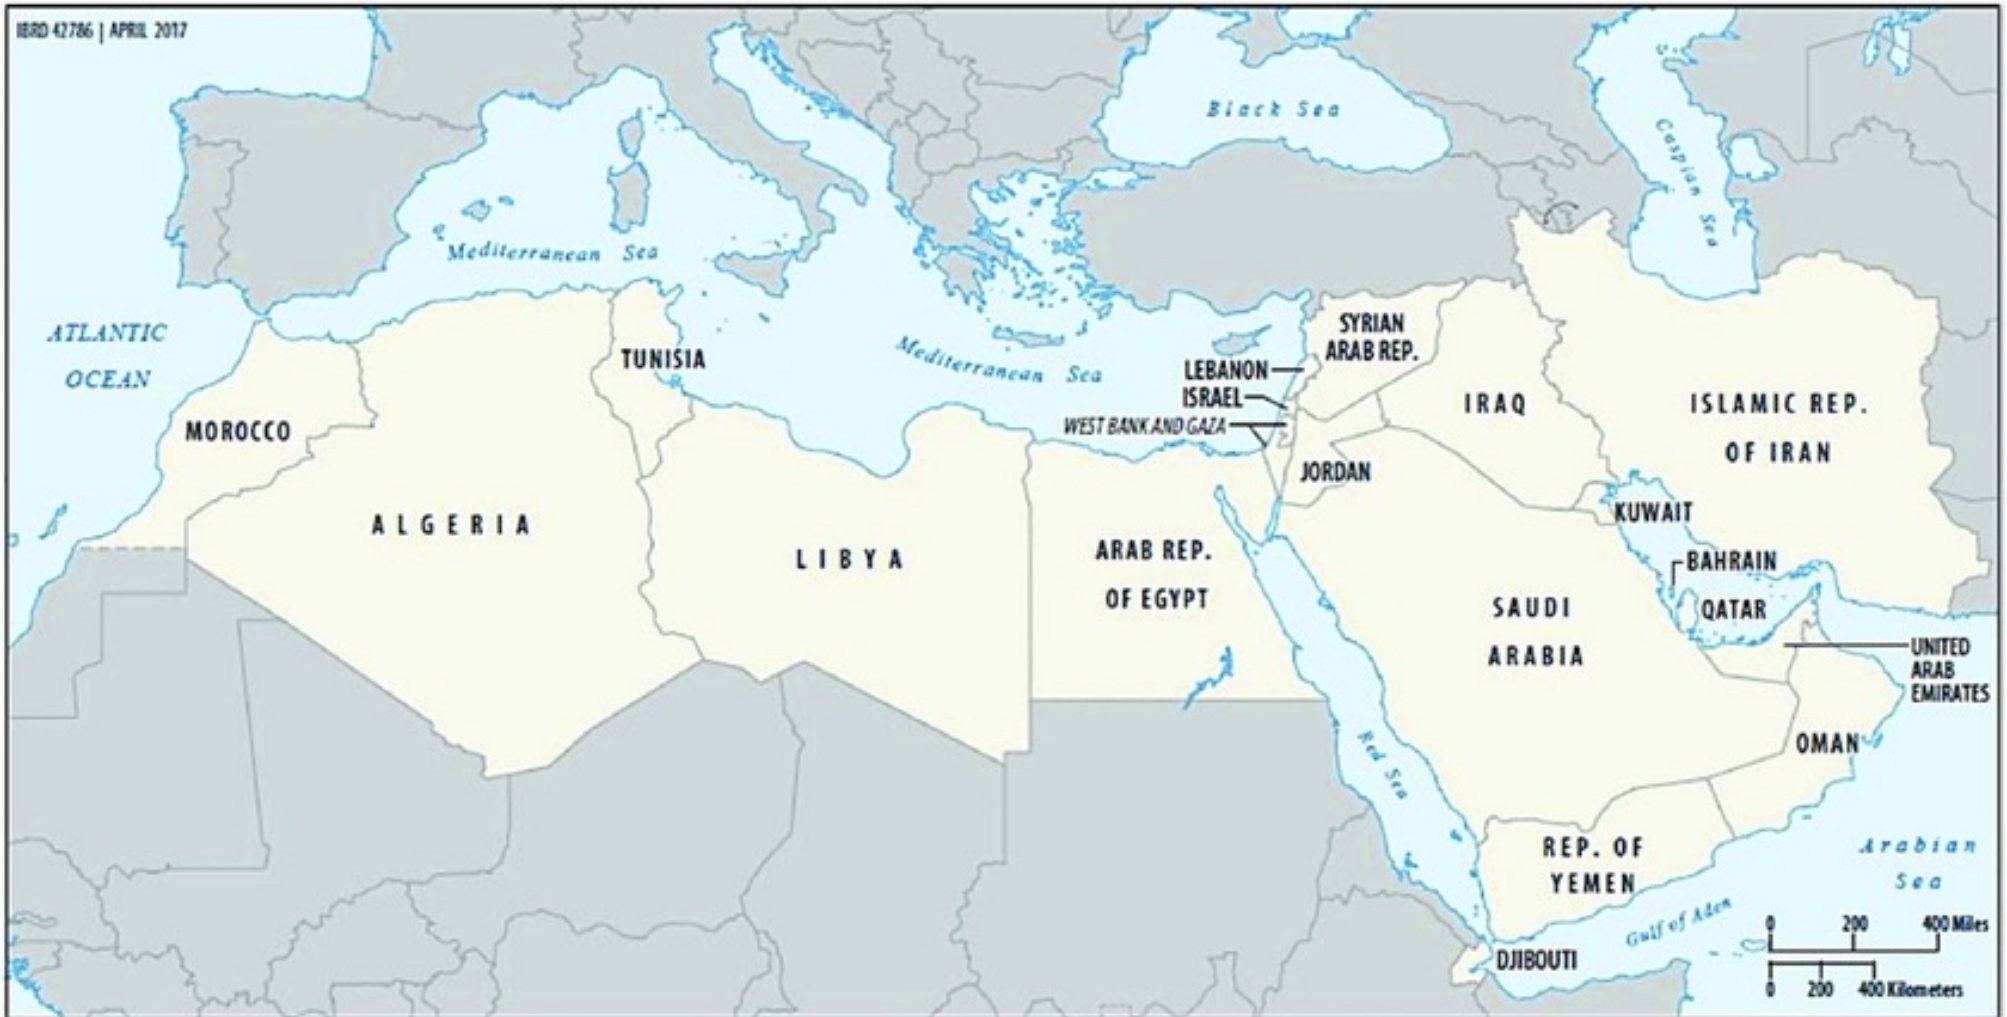 IBRD 42786 | APRIL 2017
Black Sea
Caspian Sea
Mediterranean Sea
ATLANTIC
OCEAN
SYRIAN
ARAB REP.
TUNISIA
Mediterranean Sea
LEBANON
ISRAEL
WEST BANK AND GAZA
MOROCCO
IRAQ
ISLAMIC REP.
OF IRAN
JORDAN
ALGERIA
LIBYA
ARAB REP.
OF EGYPT
KUWAIT
BAHRAIN
QATAR
SAUDI
ARABIA
UNITED
ARAB
EMIRATES
OMAN
Red Sea
REP. OF
YEMEN
Arabian
Sea
Gulf of Aden
DJIBOUTI
0 200 400 Miles
0 200 400 Kilometers